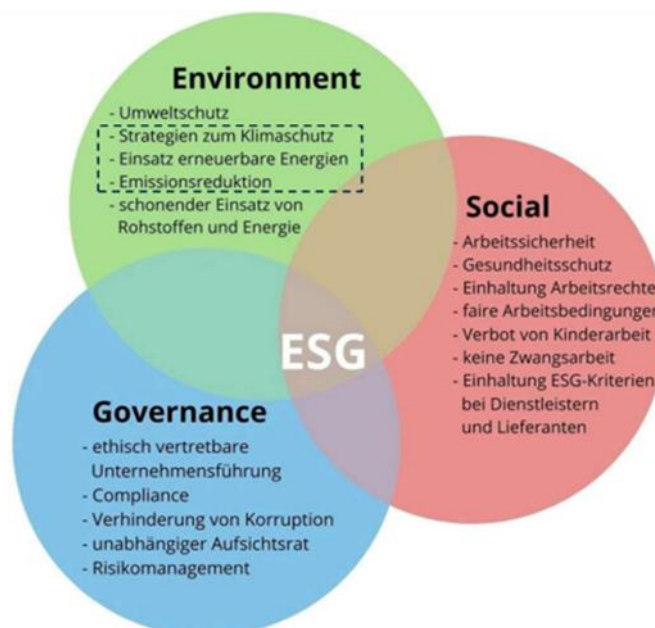 Environment
- Umweltschutz
- Strategien zum Klimaschutz
- Einsatz erneuerbare Energien
- Emissionsreduktion
- schonender Einsatz von
Rohstoffen und Energie
Social
- Arbeitssicherheit
- Gesundheitsschutz
- Einhaltung Arbeitsrechte
- faire Arbeitsbedingungen
- Verbot von Kinderarbeit
- keine Zwangsarbeit
- Einhaltung ESG-Kriterien
bei Dienstleistern
und Lieferanten
ESG
Governance
- ethisch vertretbare
Unternehmensführung
- Compliance
- Verhinderung von Korruption
- unabhängiger Aufsichtsrat
- Risikomanagement